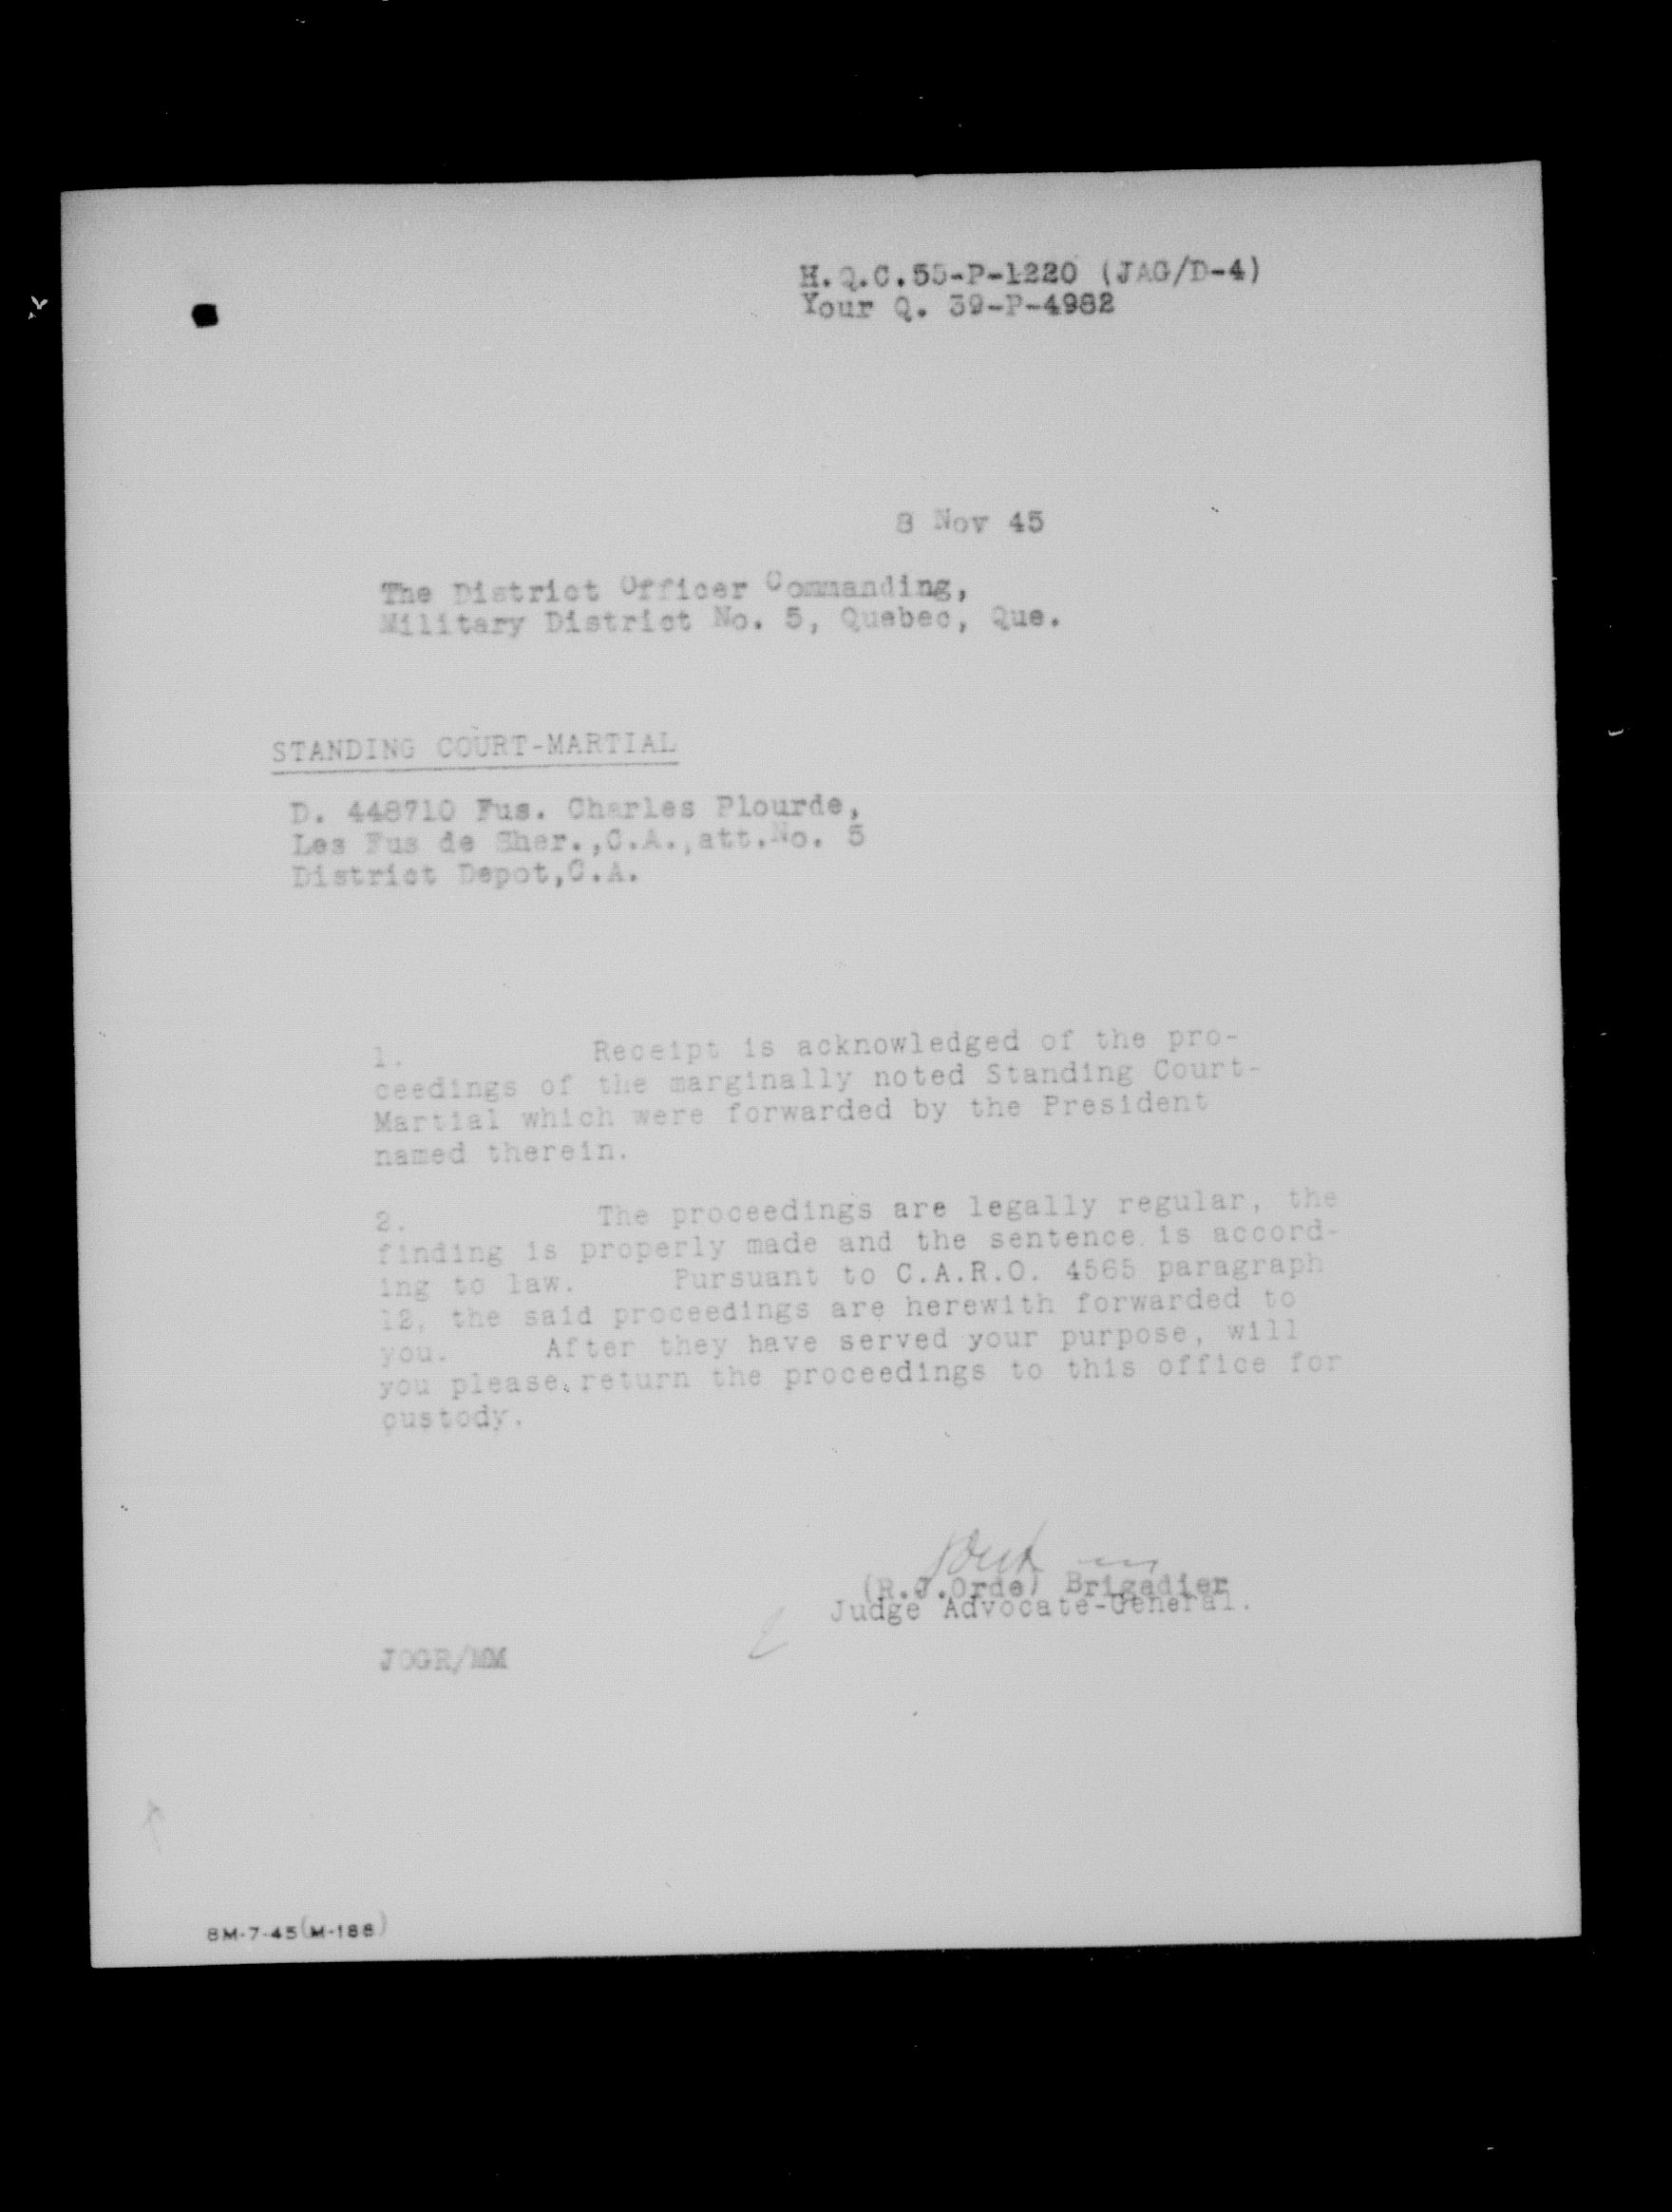 H.Q.C.55-P-1220 (JAG/D-4)
Your Q. 39-P-4982
8 Nov 45
The District Officer Commanding,
Military District No. 5, Quebec, Que.
STANDING COURT-MARTIAL
D. 448710 Fus. Charles Plourde,
Les Fus de Sher.,C.A.,att.No. 5
District Depot,C.A.
1. Receipt is acknowledged of the pro-
ceedings of the marginally noted Standing Court-
Martial which were forwarded by the President
named therein.
2. The proceedings are legally regular, the
finding is properly made and the sentence is accord-
ing to law. Pursuant to C.A.R.O. 4565 paragraph
12, the said proceedings are herewith forwarded to
you. After they have served your purpose, will
you please return the proceedings to this office for
custody.
(R.J.Orde) Brigadier
Judge Advocate-General.
JOGR/MM
8M-7-45(M-188)